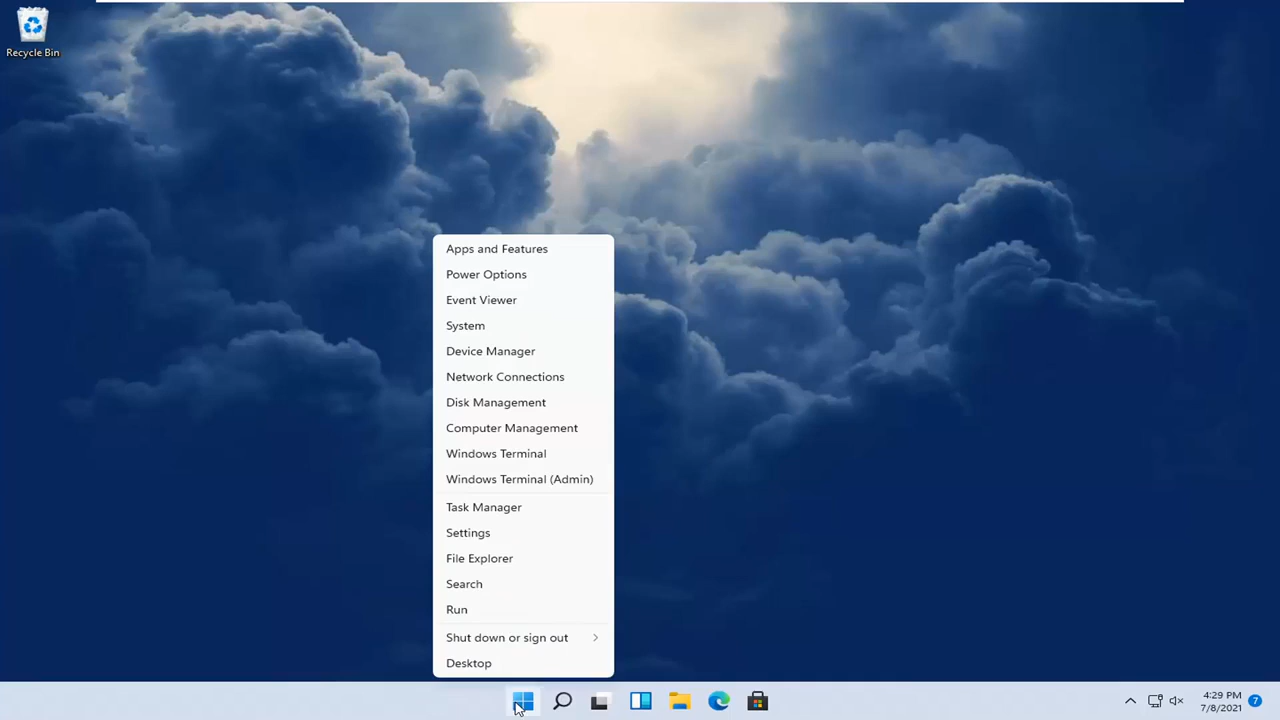 Recycle Bin
Apps and Features
Power Options
Event Viewer
System
Device Manager
Network Connections
Disk Management
Computer Management
Windows Terminal
Windows Terminal (Admin)
Task Manager
Settings
File Explorer
Search
Run
Shut down or sign out
Desktop
4:29 PM
7/8/2021
7